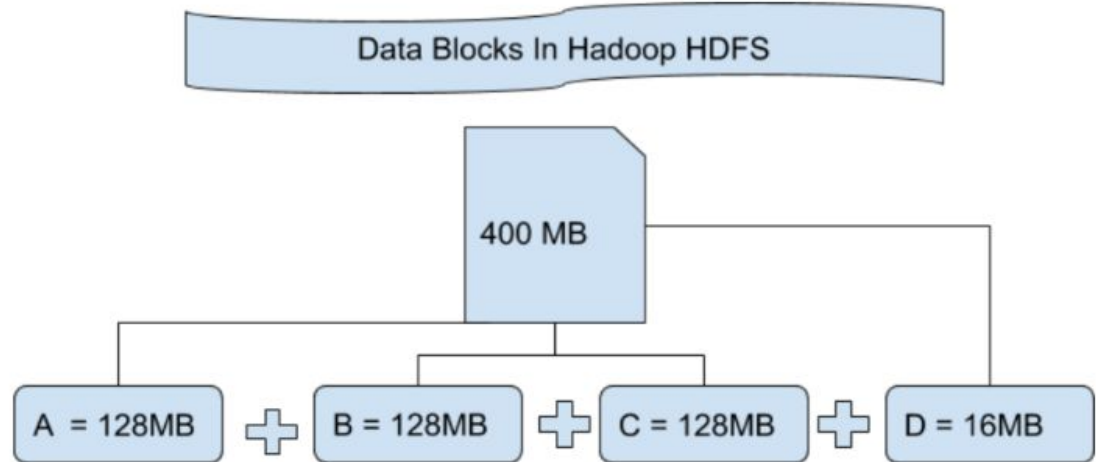 Data Blocks In Hadoop HDFS
400 MB
A = 128MB
B = 128MB
C = 128MB
D = 16MB